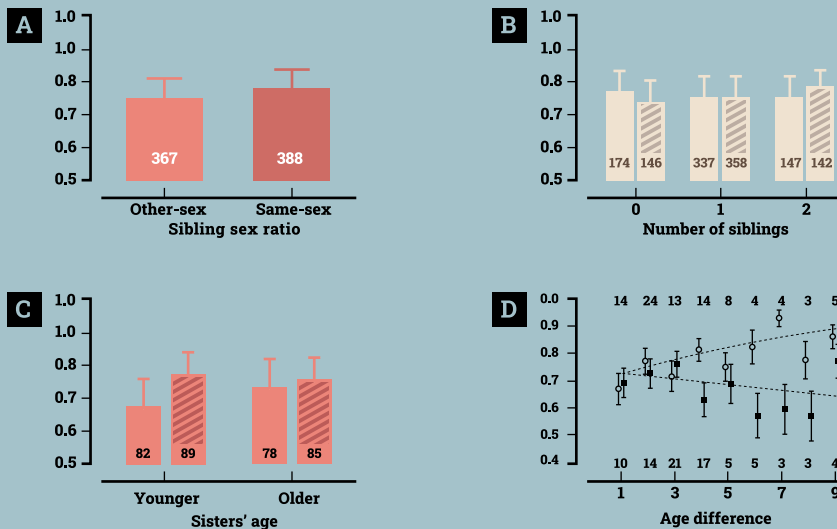 A
1.0
1.0
0.8
0.7
0.6
0.5
367
388
Other-sex Same-sex
Sibling sex ratio
B
1.0
1.0
0.8
0.7
0.6
0.5
174 146 337 358 147 142
0 1 2
Number of siblings
C
1.0
1.0
0.8
0.7
0.6
0.5
82 89 78 85
Younger Older
Sisters’ age
D
0.0
0.9
0.8
0.7
0.6
0.5
0.4
14 24 13 14 8 4 4 3 5
10 14 21 17 5 5 3 3 4
1 3 5 7 9
Age difference